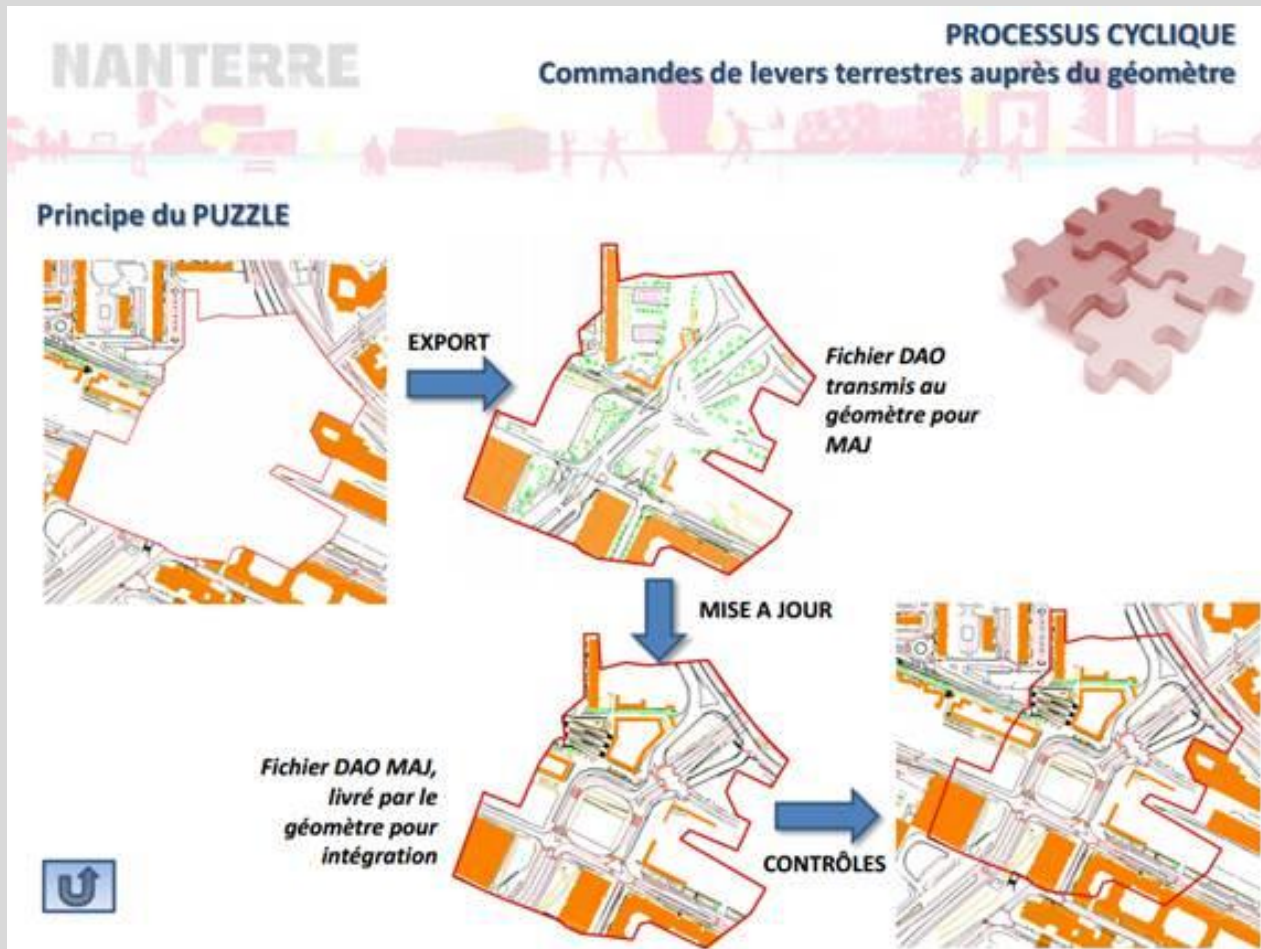 NANTERRE
PROCESSUS CYCLIQUE
Commandes de levers terrestres auprès du géomètre
Principe du PUZZLE
EXPORT
Fichier DAO
transmis au
géomètre pour
MAJ
MISE A JOUR
Fichier DAO MAJ,
livré par le
géomètre pour
intégration
CONTRÔLES